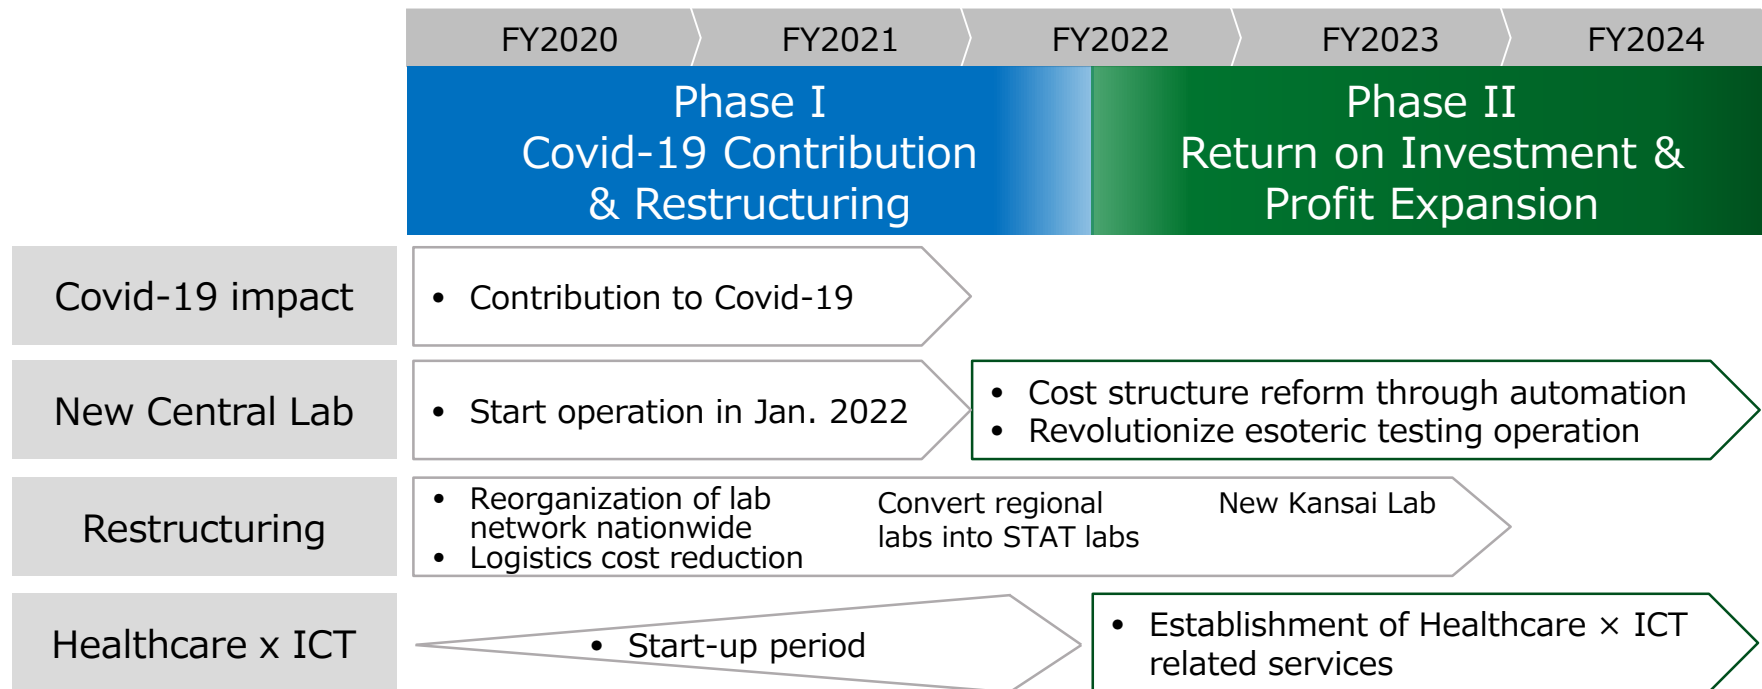 FY2020 FY2021 FY2022 FY2023 FY2024
Phase I
Covid-19 Contribution
& Restructuring
Phase II
Return on Investment &
Profit Expansion
Covid-19 impact
• Contribution to Covid-19
New Central Lab
• Start operation in Jan. 2022
• Cost structure reform through automation
• Revolutionize esoteric testing operation
Restructuring
• Reorganization of lab
network nationwide
• Logistics cost reduction
Convert regional
labs into STAT labs
New Kansai Lab
Healthcare x ICT
• Start-up period
• Establishment of Healthcare × ICT
related services